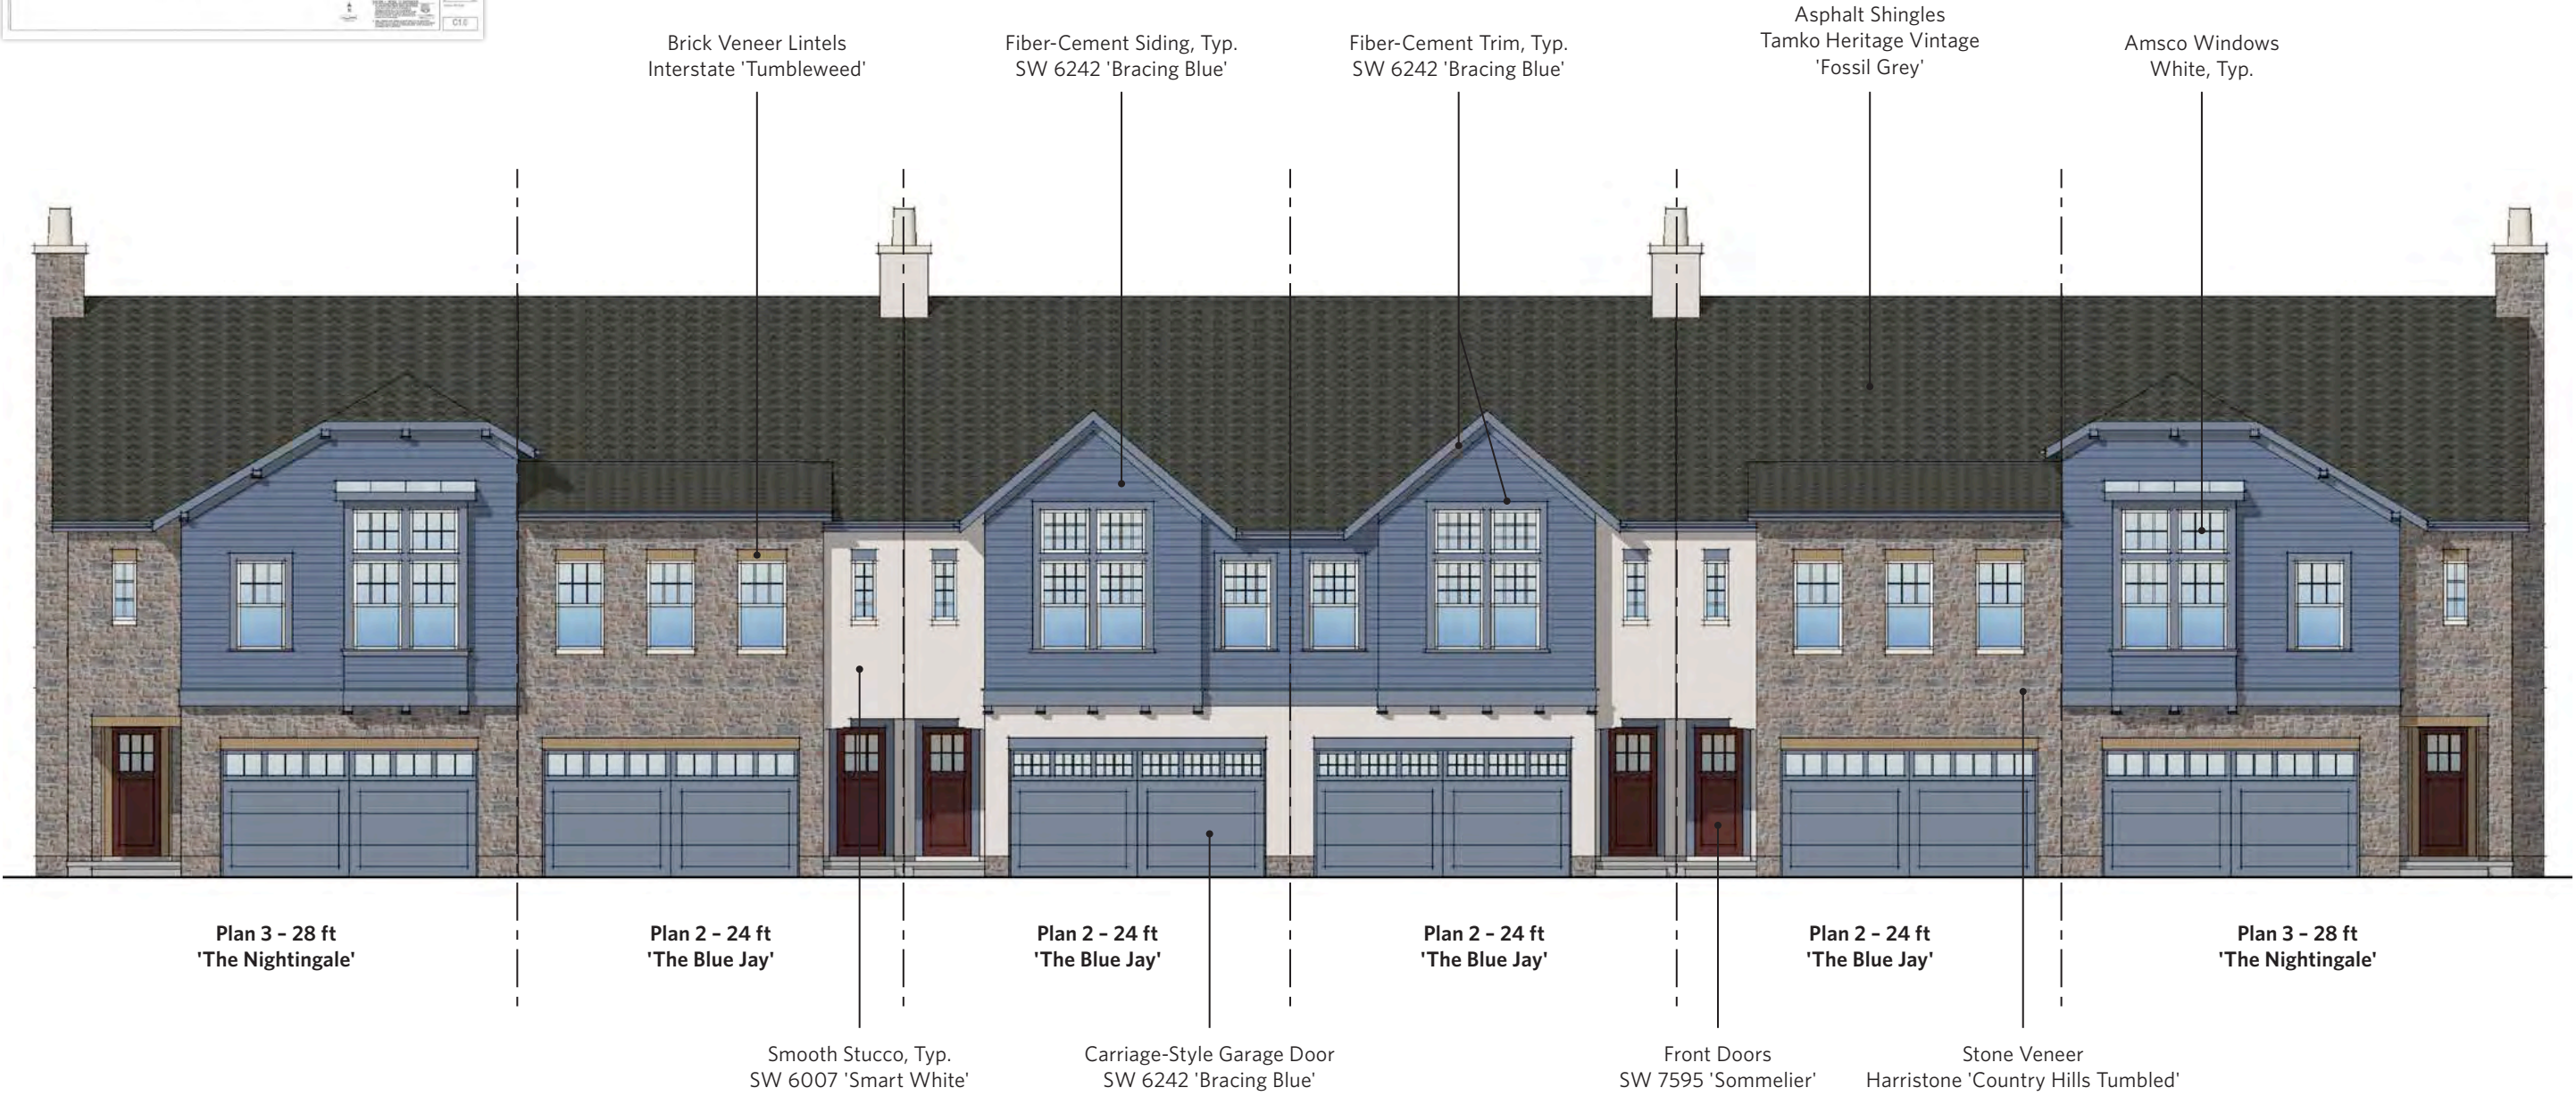 C1.0
Brick Veneer Lintels
Interstate 'Tumbleweed'
Fiber-Cement Siding, Typ.
SW 6242 'Bracing Blue'
Fiber-Cement Trim, Typ.
SW 6242 'Bracing Blue'
Asphalt Shingles
Tamko Heritage Vintage
'Fossil Grey'
Amsco Windows
White, Typ.
Plan 3 – 28 ft
'The Nightingale'
Plan 2 – 24 ft
'The Blue Jay'
Plan 2 – 24 ft
'The Blue Jay'
Plan 2 – 24 ft
'The Blue Jay'
Plan 2 – 24 ft
'The Blue Jay'
Plan 3 – 28 ft
'The Nightingale'
Smooth Stucco, Typ.
SW 6007 'Smart White'
Carriage-Style Garage Door
SW 6242 'Bracing Blue'
Front Doors
SW 7595 'Sommelier'
Stone Veneer
Harristone 'Country Hills Tumbled'